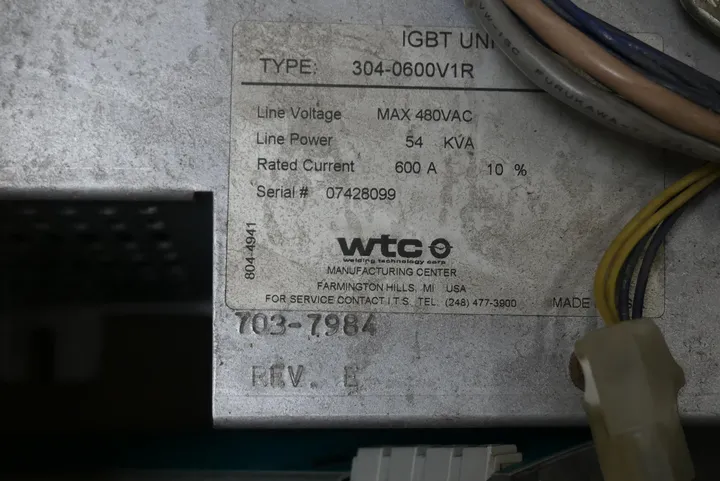 IGBT
TYPE: 304-0600V1R
Line Voltage MAX 480VAC
Line Power 54 KVA
Rated Current 600 A 10 %
Serial # 07428099
804-4941
wtc
welding technology corp.
MANUFACTURING CENTER
FARMINGTON HILLS, MI USA
FOR SERVICE CONTACT I.T.S. TEL. (248) 477-3900 MADE
703-7984
REV. E
FURUKAWA